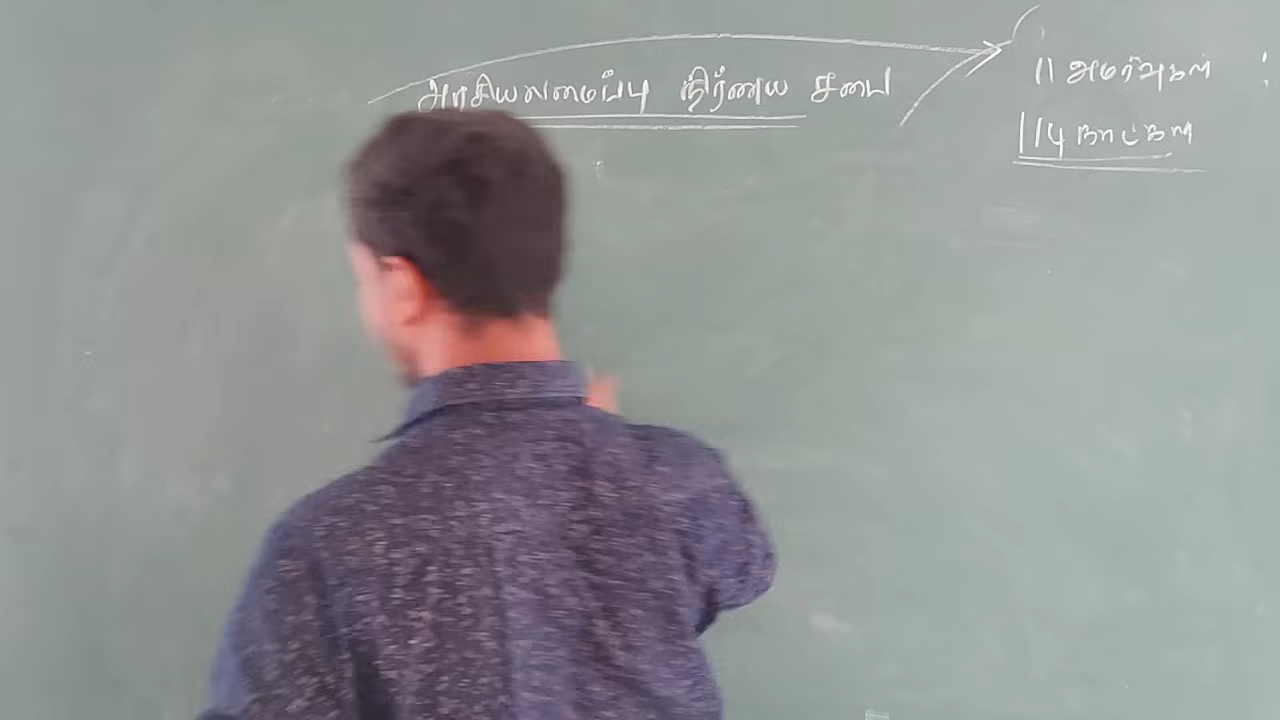 அரசியலமைப்பு நிர்ணய சபை
11 அமர்வுகள் :
114 நாட்கள்